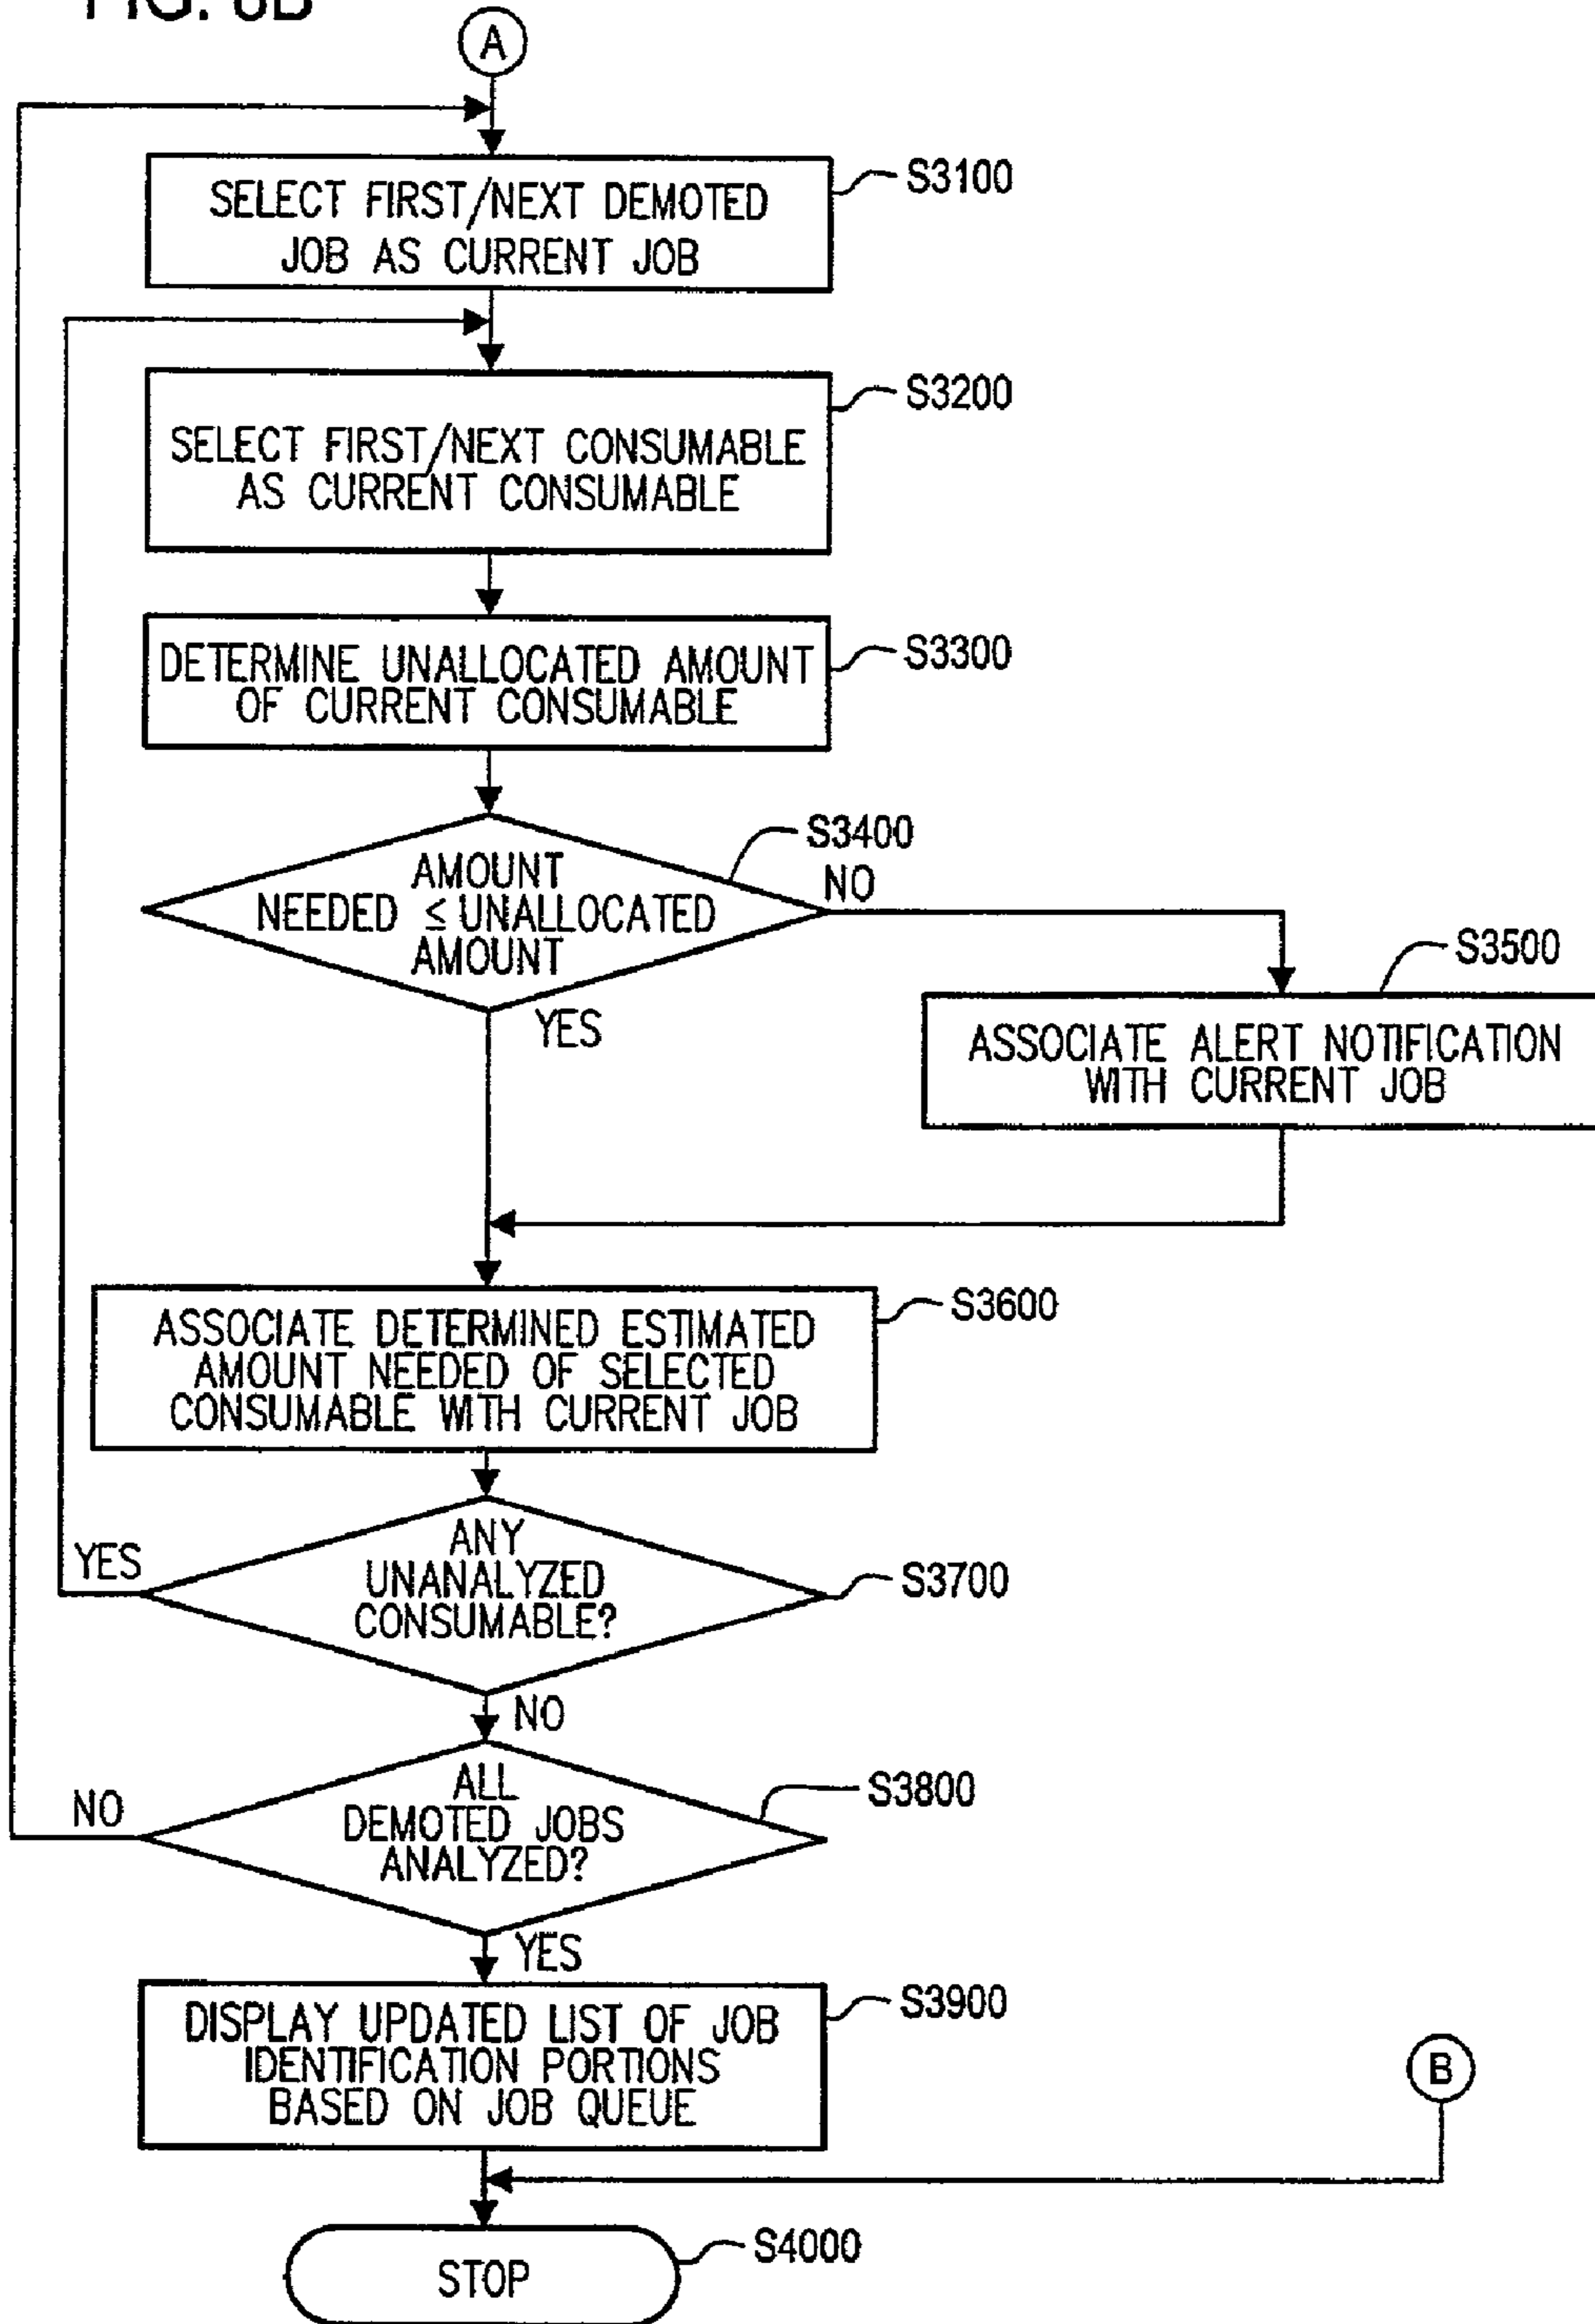 FIG.
A
SELECT FIRST/NEXT DEMOTED
JOB AS CURRENT JOB
S3100
SELECT FIRST/NEXT CONSUMABLE
AS CURRENT CONSUMABLE
S3200
DETERMINE UNALLOCATED AMOUNT
OF CURRENT CONSUMABLE
S3300
AMOUNT
NEEDED ≤ UNALLOCATED
AMOUNT
S3400
NO
YES
S3500
ASSOCIATE ALERT NOTIFICATION
WITH CURRENT JOB
ASSOCIATE DETERMINED ESTIMATED
AMOUNT NEEDED OF SELECTED
CONSUMABLE WITH CURRENT JOB
S3600
ANY
UNANALYZED
CONSUMABLE?
S3700
YES
NO
ALL
DEMOTED JOBS
ANALYZED?
S3800
NO
YES
DISPLAY UPDATED LIST OF JOB
IDENTIFICATION PORTIONS
BASED ON JOB QUEUE
S3900
B
STOP
S4000